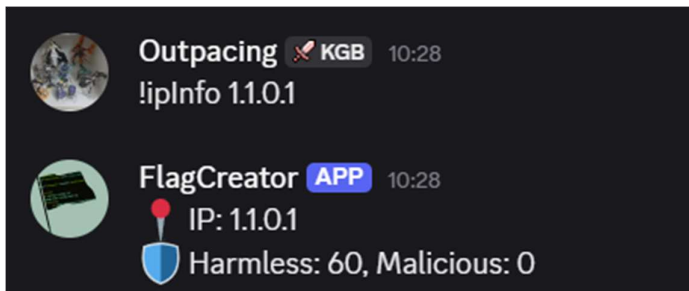 Outpacing KGB 10:28
!ipInfo 1.1.0.1
FlagCreator APP 10:28
IP: 1.1.0.1
Harmless: 60, Malicious: 0